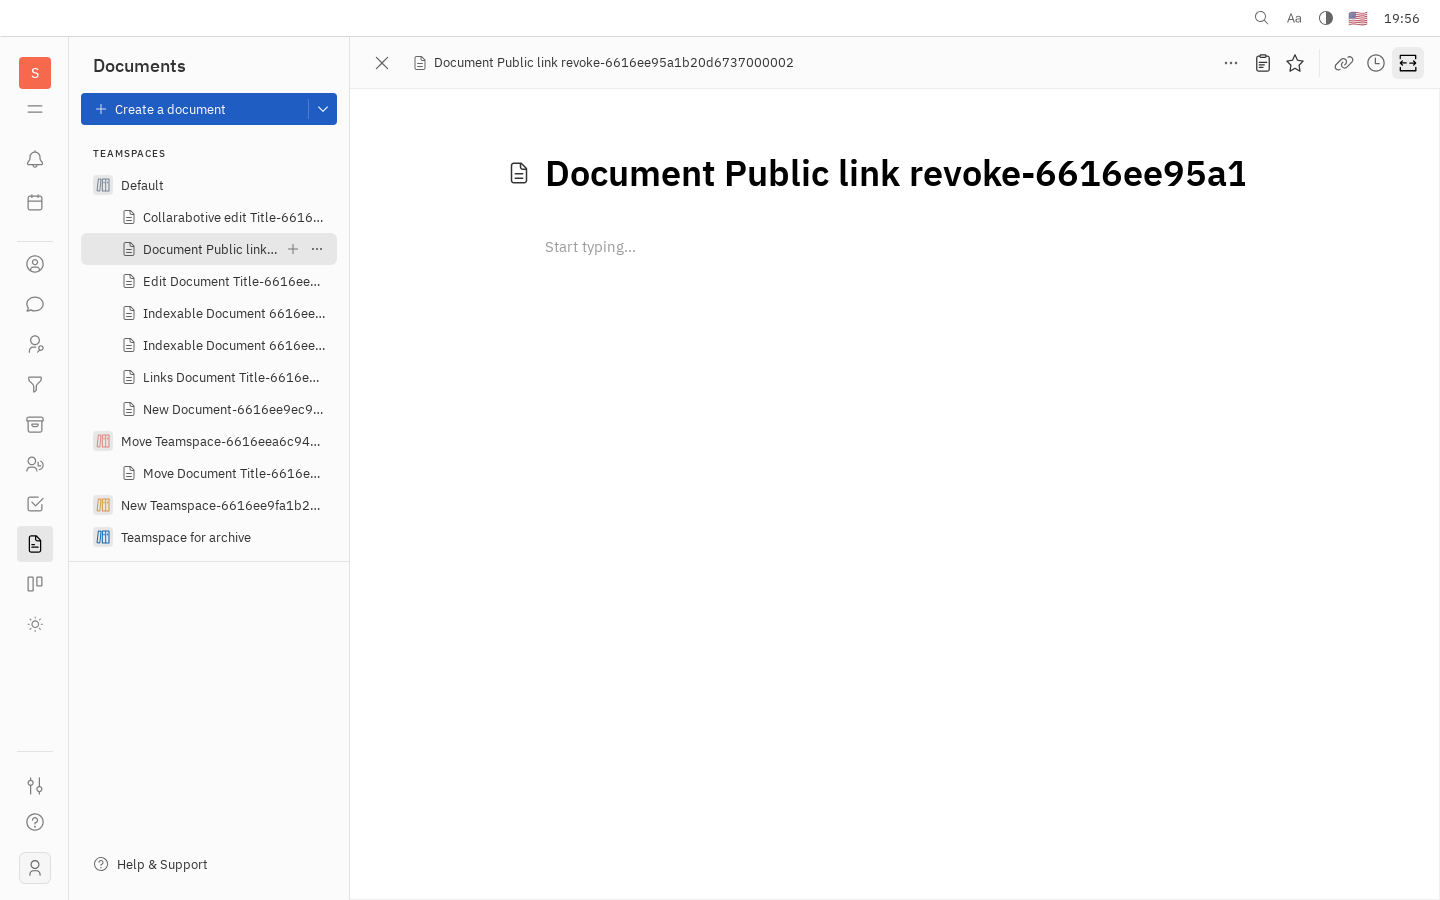 Aa
19:56
S
Documents
Document Public link revoke-6616ee95a1b20d6737000002
Create a document
TEAMSPACES
Default
Collarabotive edit Title-6616...
Document Public link...
Edit Document Title-6616ee...
Indexable Document 6616ee...
Indexable Document 6616ee...
Links Document Title-6616e...
New Document-6616ee9ec9...
Move Teamspace-6616eea6c94...
Move Document Title-6616e...
New Teamspace-6616ee9fa1b2...
Teamspace for archive
Document Public link revoke-6616ee95a1
Start typing...
Help & Support